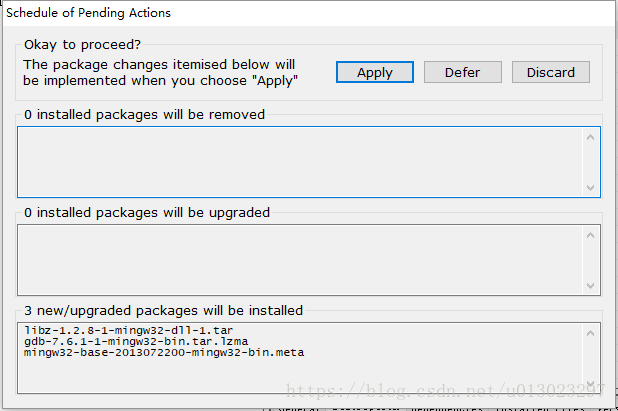 Schedule of Pending Actions
Okay to proceed?
The package changes itemised below will
be implemented when you choose "Apply"
Apply
Defer
Discard
0 installed packages will be removed
0 installed packages will be upgraded
3 new/upgraded packages will be installed
libz-1.2.8-1-mingw32-dll-1.tar
gdb-7.6.1-1-mingw32-bin.tar.lzma
mingw32-base-2013072200-mingw32-bin.meta
https://blog.csdn.net/u013023297